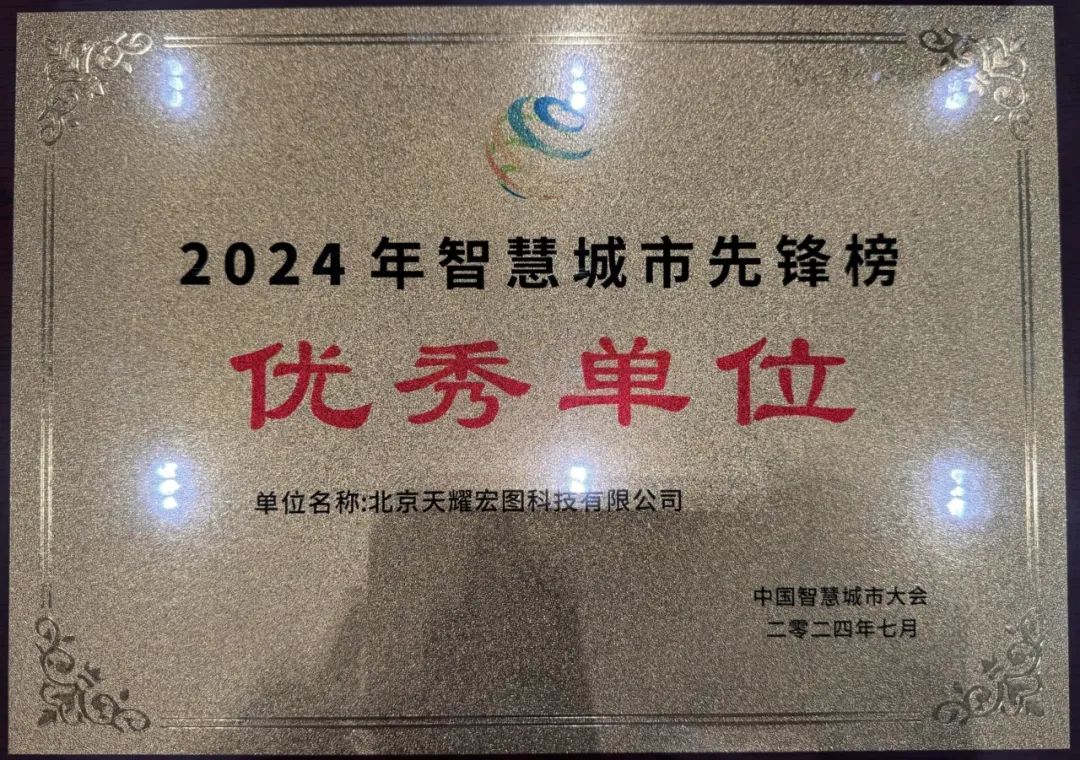 2024年智慧城市先锋榜
优秀单位
单位名称:北京天耀宏图科技有限公司
中国智慧城市大会
二零二四年七月